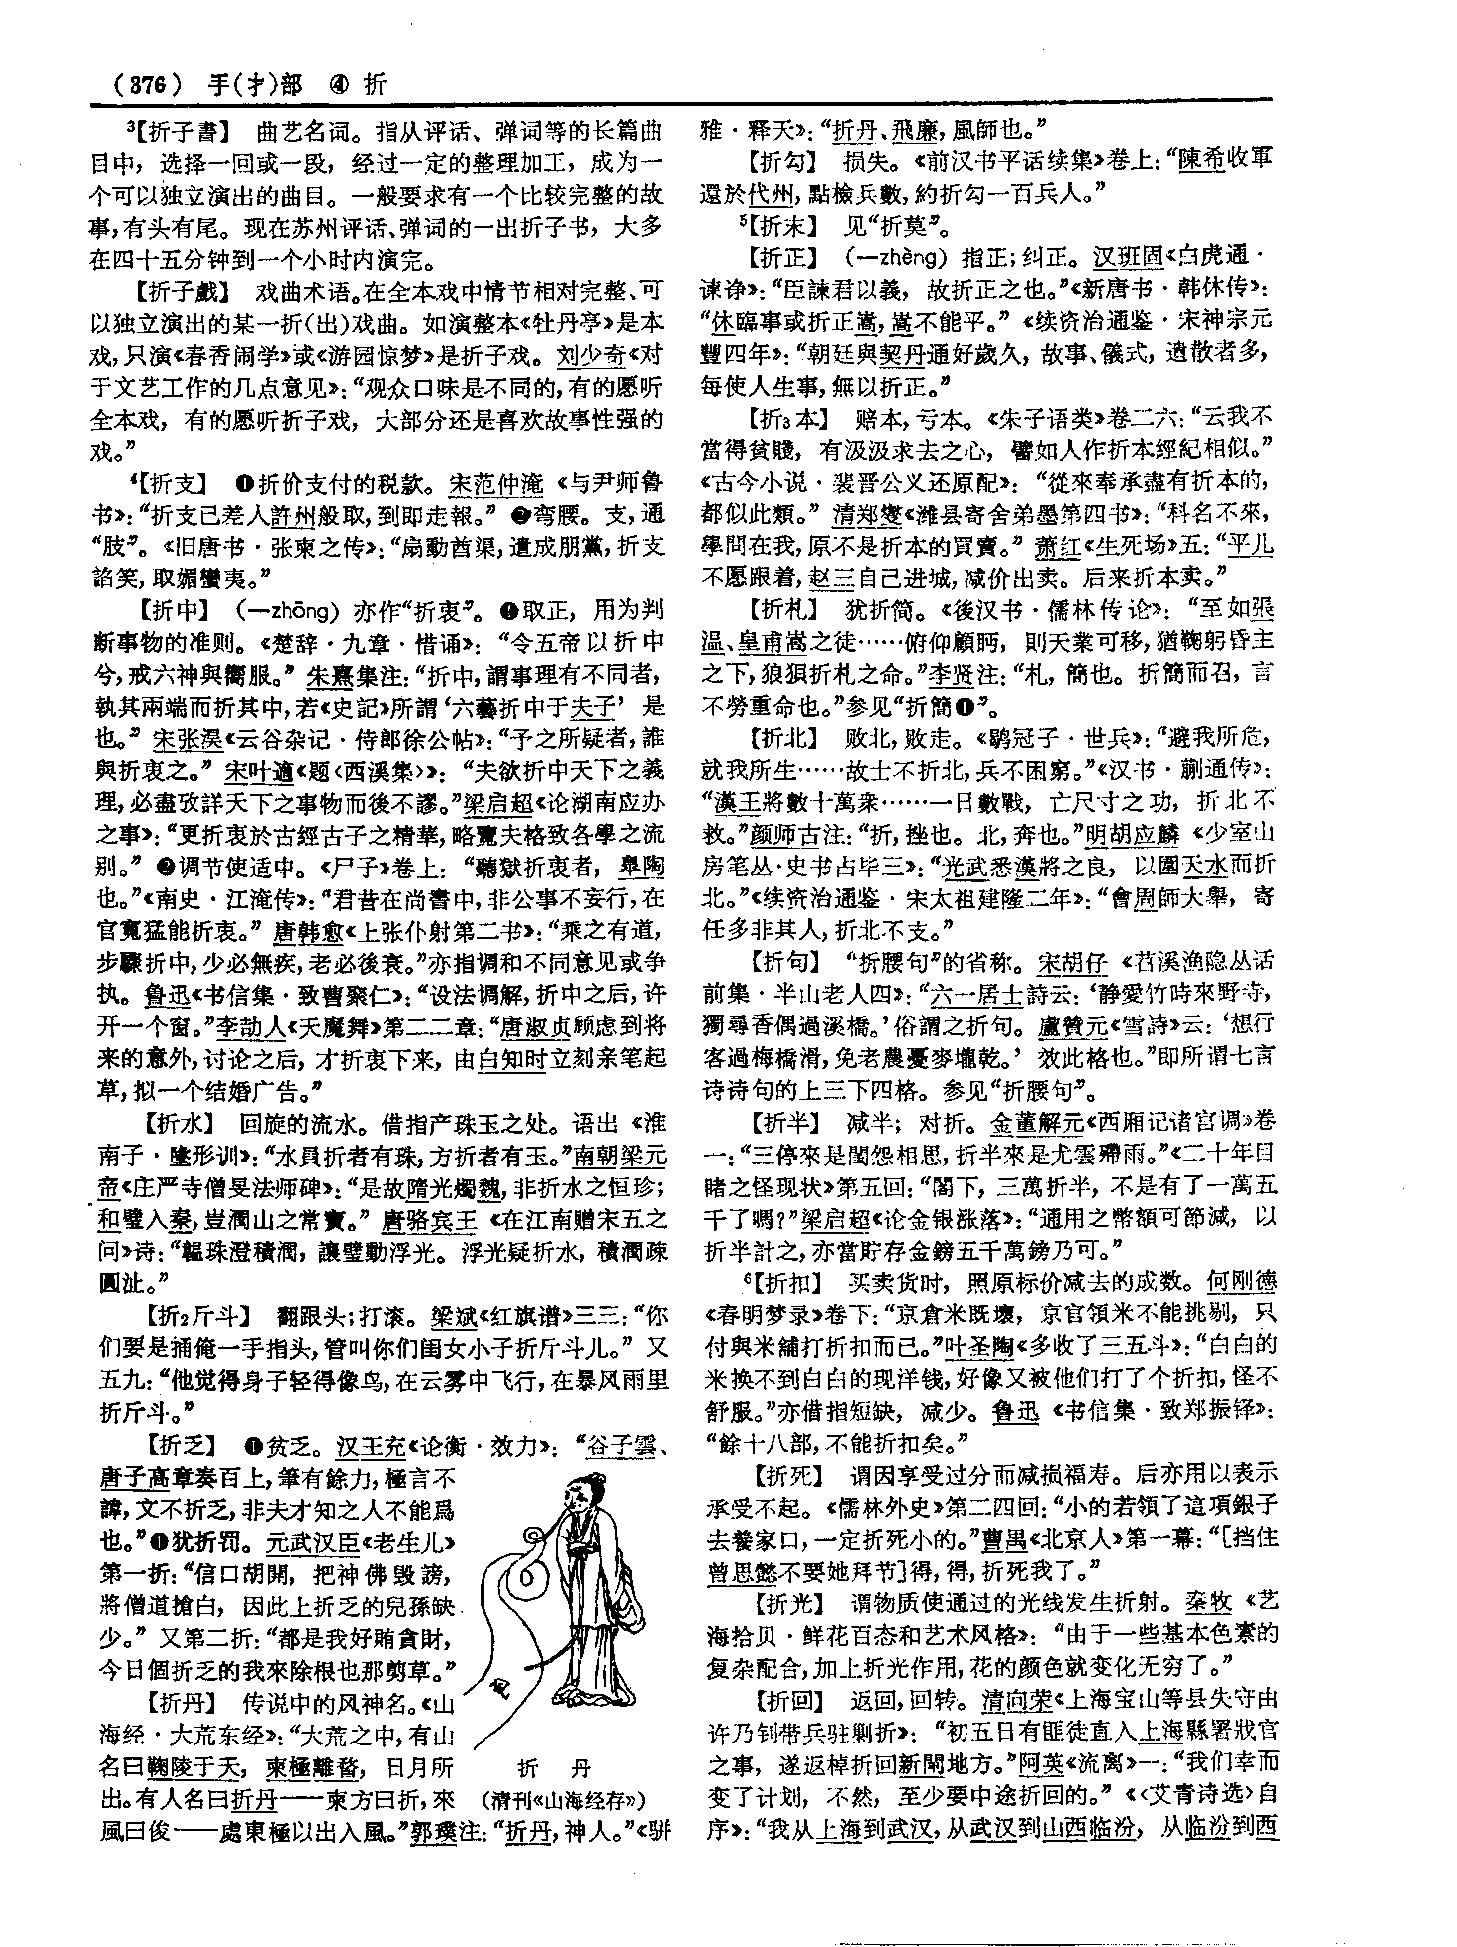 (376) 手(扌)部 ④ 折
³【折子書】 曲艺名词。指从评话、弹词等的长篇曲
目中，选择一回或一段，经过一定的整理加工，成为一
个可以独立演出的曲目。一般要求有一个比较完整的故
事，有头有尾。现在苏州评话、弹词的一出折子书，大多
在四十五分钟到一个小时内演完。
【折子戲】 戏曲术语。在全本戏中情节相对完整、可
以独立演出的某一折(出)戏曲。如演整本《牡丹亭》是本
戏，只演《春香闹学》或《游园惊梦》是折子戏。刘少奇《对
于文艺工作的几点意见》：“观众口味是不同的，有的愿听
全本戏，有的愿听折子戏，大部分还是喜欢故事性强的
戏。”
⁴【折支】 ❶折价支付的税款。宋范仲淹《与尹师鲁
书》：“折支已差人許州般取，到即走報。” ❷弯腰。支，通
“肢”。《旧唐书·张柬之传》：“扇動酋渠，遣成朋黨，折支
諂笑，取媚蠻夷。”
【折中】 (—zhōng) 亦作“折衷”。❶取正，用为判
断事物的准则。《楚辞·九章·惜诵》：“令五帝以折中
兮，戒六神與嚮服。”朱熹集注：“折中，謂事理有不同者，
執其兩端而折其中，若《史記》所謂‘六藝折中于夫子’是
也。”宋张淏《云谷杂记·侍郎徐公帖》：“予之所疑者，誰
與折衷之。”宋叶適《题〈西溪集〉》：“夫欲折中天下之義
理，必盡攷詳天下之事物而後不謬。”梁启超《论湖南应办
之事》：“更折衷於古經古子之精華，略覽夫格致各學之流
别。” ❷调节使适中。《尸子》卷上：“聽獄折衷者，皋陶
也。”《南史·江淹传》：“君昔在尚書中，非公事不妄行，在
官寬猛能折衷。”唐韩愈《上张仆射第二书》：“乘之有道，
步驟折中，少必無疾，老必後衰。”亦指调和不同意见或争
执。鲁迅《书信集·致曹聚仁》：“设法调解，折中之后，许
开一个窗。”李劼人《天魔舞》第二二章：“唐淑贞顾虑到将
来的意外，讨论之后，才折衷下来，由白知时立刻亲笔起
草，拟一个结婚广告。”
【折水】 回旋的流水。借指产珠玉之处。语出《淮
南子·墬形训》：“水員折者有珠，方折者有玉。”南朝梁元
帝《庄严寺僧旻法师碑》：“是故隋光燭魏，非折水之恒珍；
和璧入秦，豈潤山之常寶。”唐骆宾王《在江南赠宋五之
问》诗：“韞珠澄積潤，讓璧動浮光。浮光疑折水，積潤疎
圓沚。”
【折₂斤斗】 翻跟头；打滚。梁斌《红旗谱》三三：“你
们要是捅俺一手指头，管叫你们闺女小子折斤斗儿。” 又
五九：“他觉得身子轻得像鸟，在云雾中飞行，在暴风雨里
折斤斗。”
【折乏】 ❶贫乏。汉王充《论衡·效力》：“谷子雲、
唐子高章奏百上，筆有餘力，極言不
諱，文不折乏，非夫才知之人不能爲
也。”❶犹折罚。元武汉臣《老生儿》
第一折：“信口胡開，把神佛毁謗，
將僧道搶白，因此上折乏的兒孫缺
少。” 又第二折：“都是我好賄貪財，
今日個折乏的我來除根也那剪草。”
【折丹】 传说中的风神名。《山
海经·大荒东经》：“大荒之中，有山
名曰鞠陵于天，東極離瞀，日月所
出。有人名曰折丹——東方曰折，來
風曰俊——處東極以出入風。”郭璞注：“折丹，神人。”《骈
风
折 丹
(清刊《山海经存》)
雅·释天》：“折丹、飛廉，風師也。”
【折勾】 损失。《前汉书平话续集》卷上：“陳希收軍
還於代州，點檢兵數，約折勾一百兵人。”
⁵【折末】 见“折莫”。
【折正】 (—zhèng) 指正；纠正。汉班固《白虎通·
谏诤》：“臣諫君以義，故折正之也。”《新唐书·韩休传》：
“休臨事或折正嵩，嵩不能平。”《续资治通鉴·宋神宗元
豐四年》：“朝廷與契丹通好歲久，故事、儀式，遺散者多，
每使人生事，無以折正。”
【折₃本】 赔本，亏本。《朱子语类》卷二六：“云我不
當得貧賤，有汲汲求去之心，譬如人作折本經紀相似。”
《古今小说·裴晋公义还原配》：“從來奉承盡有折本的，
都似此類。”清郑燮《潍县寄舍弟墨第四书》：“科名不來，
學問在我，原不是折本的買賣。”萧红《生死场》五：“平儿
不愿跟着，赵三自己进城，减价出卖。后来折本卖。”
【折札】 犹折简。《後汉书·儒林传论》：“至如張
温、皇甫嵩之徒……俯仰顧眄，則天業可移，猶鞠躬昏主
之下，狼狽折札之命。”李贤注：“札，簡也。折簡而召，言
不勞重命也。”参见“折簡❶”。
【折北】 败北，败走。《鹖冠子·世兵》：“避我所危，
就我所生……故士不折北，兵不困窮。”《汉书·蒯通传》：
“漢王將數十萬衆……一日數戰，亡尺寸之功，折北不
救。”颜师古注：“折，挫也。北，奔也。”明胡应麟《少室山
房笔丛·史书占毕三》：“光武悉漢將之良，以圍天水而折
北。”《续资治通鉴·宋太祖建隆二年》：“會周師大舉，寄
任多非其人，折北不支。”
【折句】 “折腰句”的省称。宋胡仔《苕溪渔隐丛话
前集·半山老人四》：“六一居士詩云：‘静愛竹時來野寺，
獨尋香偶過溪橋。’俗謂之折句。盧贊元《雪詩》云：‘想行
客過梅橋滑，免老農憂麥壠乾。’效此格也。”即所谓七言
诗诗句的上三下四格。参见“折腰句”。
【折半】 减半；对折。金董解元《西厢记诸宫调》卷
一：“三停來是閨怨相思，折半來是尤雲殢雨。”《二十年目
睹之怪现状》第五回：“閣下，三萬折半，不是有了一萬五
千了嗎？”梁启超《论金银涨落》：“通用之幣額可節減，以
折半計之，亦當貯存金鎊五千萬鎊乃可。”
⁶【折扣】 买卖货时，照原标价减去的成数。何刚德
《春明梦录》卷下：“京倉米既壞，京官領米不能挑剔，只
付與米舖打折扣而已。”叶圣陶《多收了三五斗》：“白白的
米换不到白白的现洋钱，好像又被他们打了个折扣，怪不
舒服。”亦借指短缺，减少。鲁迅《书信集·致郑振铎》：
“餘十八部，不能折扣矣。”
【折死】 谓因享受过分而减损福寿。后亦用以表示
承受不起。《儒林外史》第二四回：“小的若領了這項銀子
去養家口，一定折死小的。”曹禺《北京人》第一幕：“[挡住
曾思懿不要她拜节]得，得，折死我了。”
【折光】 谓物质使通过的光线发生折射。秦牧《艺
海拾贝·鲜花百态和艺术风格》：“由于一些基本色素的
复杂配合，加上折光作用，花的颜色就变化无穷了。”
【折回】 返回，回转。清向荣《上海宝山等县失守由
许乃钊带兵驻剿折》：“初五日有匪徒直入上海縣署戕官
之事，遂返棹折回新閘地方。”阿英《流离》一：“我们幸而
变了计划，不然，至少要中途折回的。”《〈艾青诗选〉自
序》：“我从上海到武汉，从武汉到山西临汾，从临汾到西